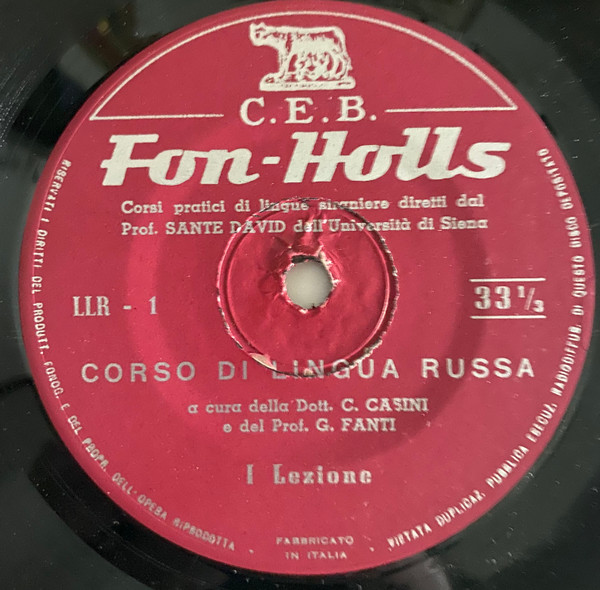 C.E.B.
Fon-Holls
Corsi pratici di lingue straniere diretti dal
Prof. SANTE DAVID dell'Università di Siena
LLR - 1
33 1/3
CORSO DI LINGUA RUSSA
a cura della Dott. C. CASINI
e del Prof. G. FANTI
I Lezione
FABBRICATO
IN ITALIA
RISERVATI I DIRITTI DEL PRODUTT. FONOG. E DEL PROPR. DELL'OPERA RIPRODOTTA . VIETATA DUPLICAZ. PUBBLICA ESECUZ. RADIODIFFUS. DI QUESTO DISCO